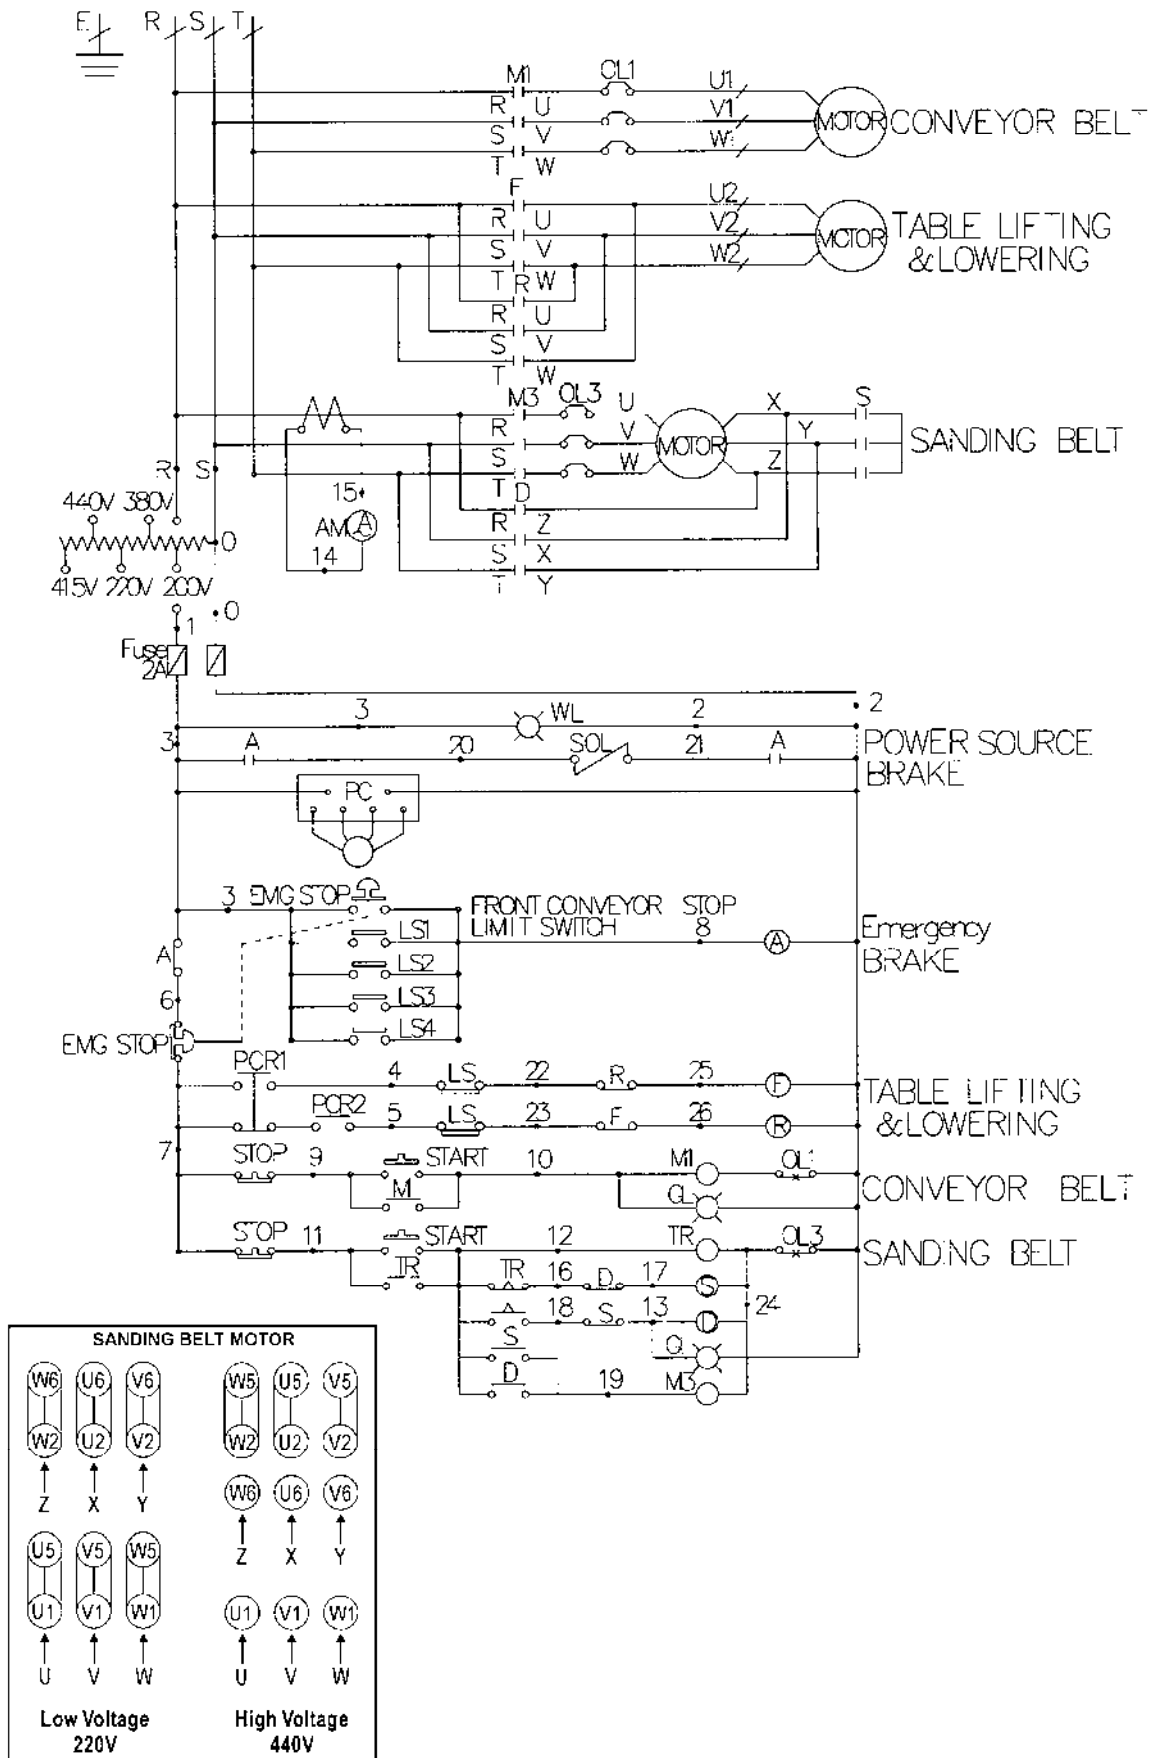 E R S T
M1 OL1 U1
R U V1 MOTOR CONVEYOR BELT
S V W1
T W
F U2
R U V2 MOTOR TABLE LIFTING
S V W2 &LOWERING
T R W
R U
S V
T W
M3 OL3 U X S
R V MOTOR Y SANDING BELT
S W Z
R S T D
15
440V 380V AM A R Z
O 14 S X
415V 220V 200V T Y
O
1
Fuse
2A
2
3 WL 2
3 A 20 SOL 21 A POWER SOURCE
BRAKE
PC
3 EMG STOP FRONT CONVEYOR STOP
LIMIT SWITCH 8
LS1 A Emergency
A LS2 BRAKE
6 LS3
EMG STOP LS4
PCR1 4 LS 22 R 25 F TABLE LIFTING
PCR2 5 LS 23 F 26 R &LOWERING
7
STOP 9 START 10 M1 OL1
M GL CONVEYOR BELT
STOP 11 START 12 TR OL3
TR SANDING BELT
TR 16 D 17 S
18 S 13 D 24
S
D 19 M3
SANDING BELT MOTOR
W6 U6 V6 W5 U5 V5
W2 U2 V2 W2 U2 V2
Z X Y W6 U6 V6
U5 V5 W5 Z X Y
U1 V1 W1 U1 V1 W1
U V W U V W
Low Voltage High Voltage
220V 440V